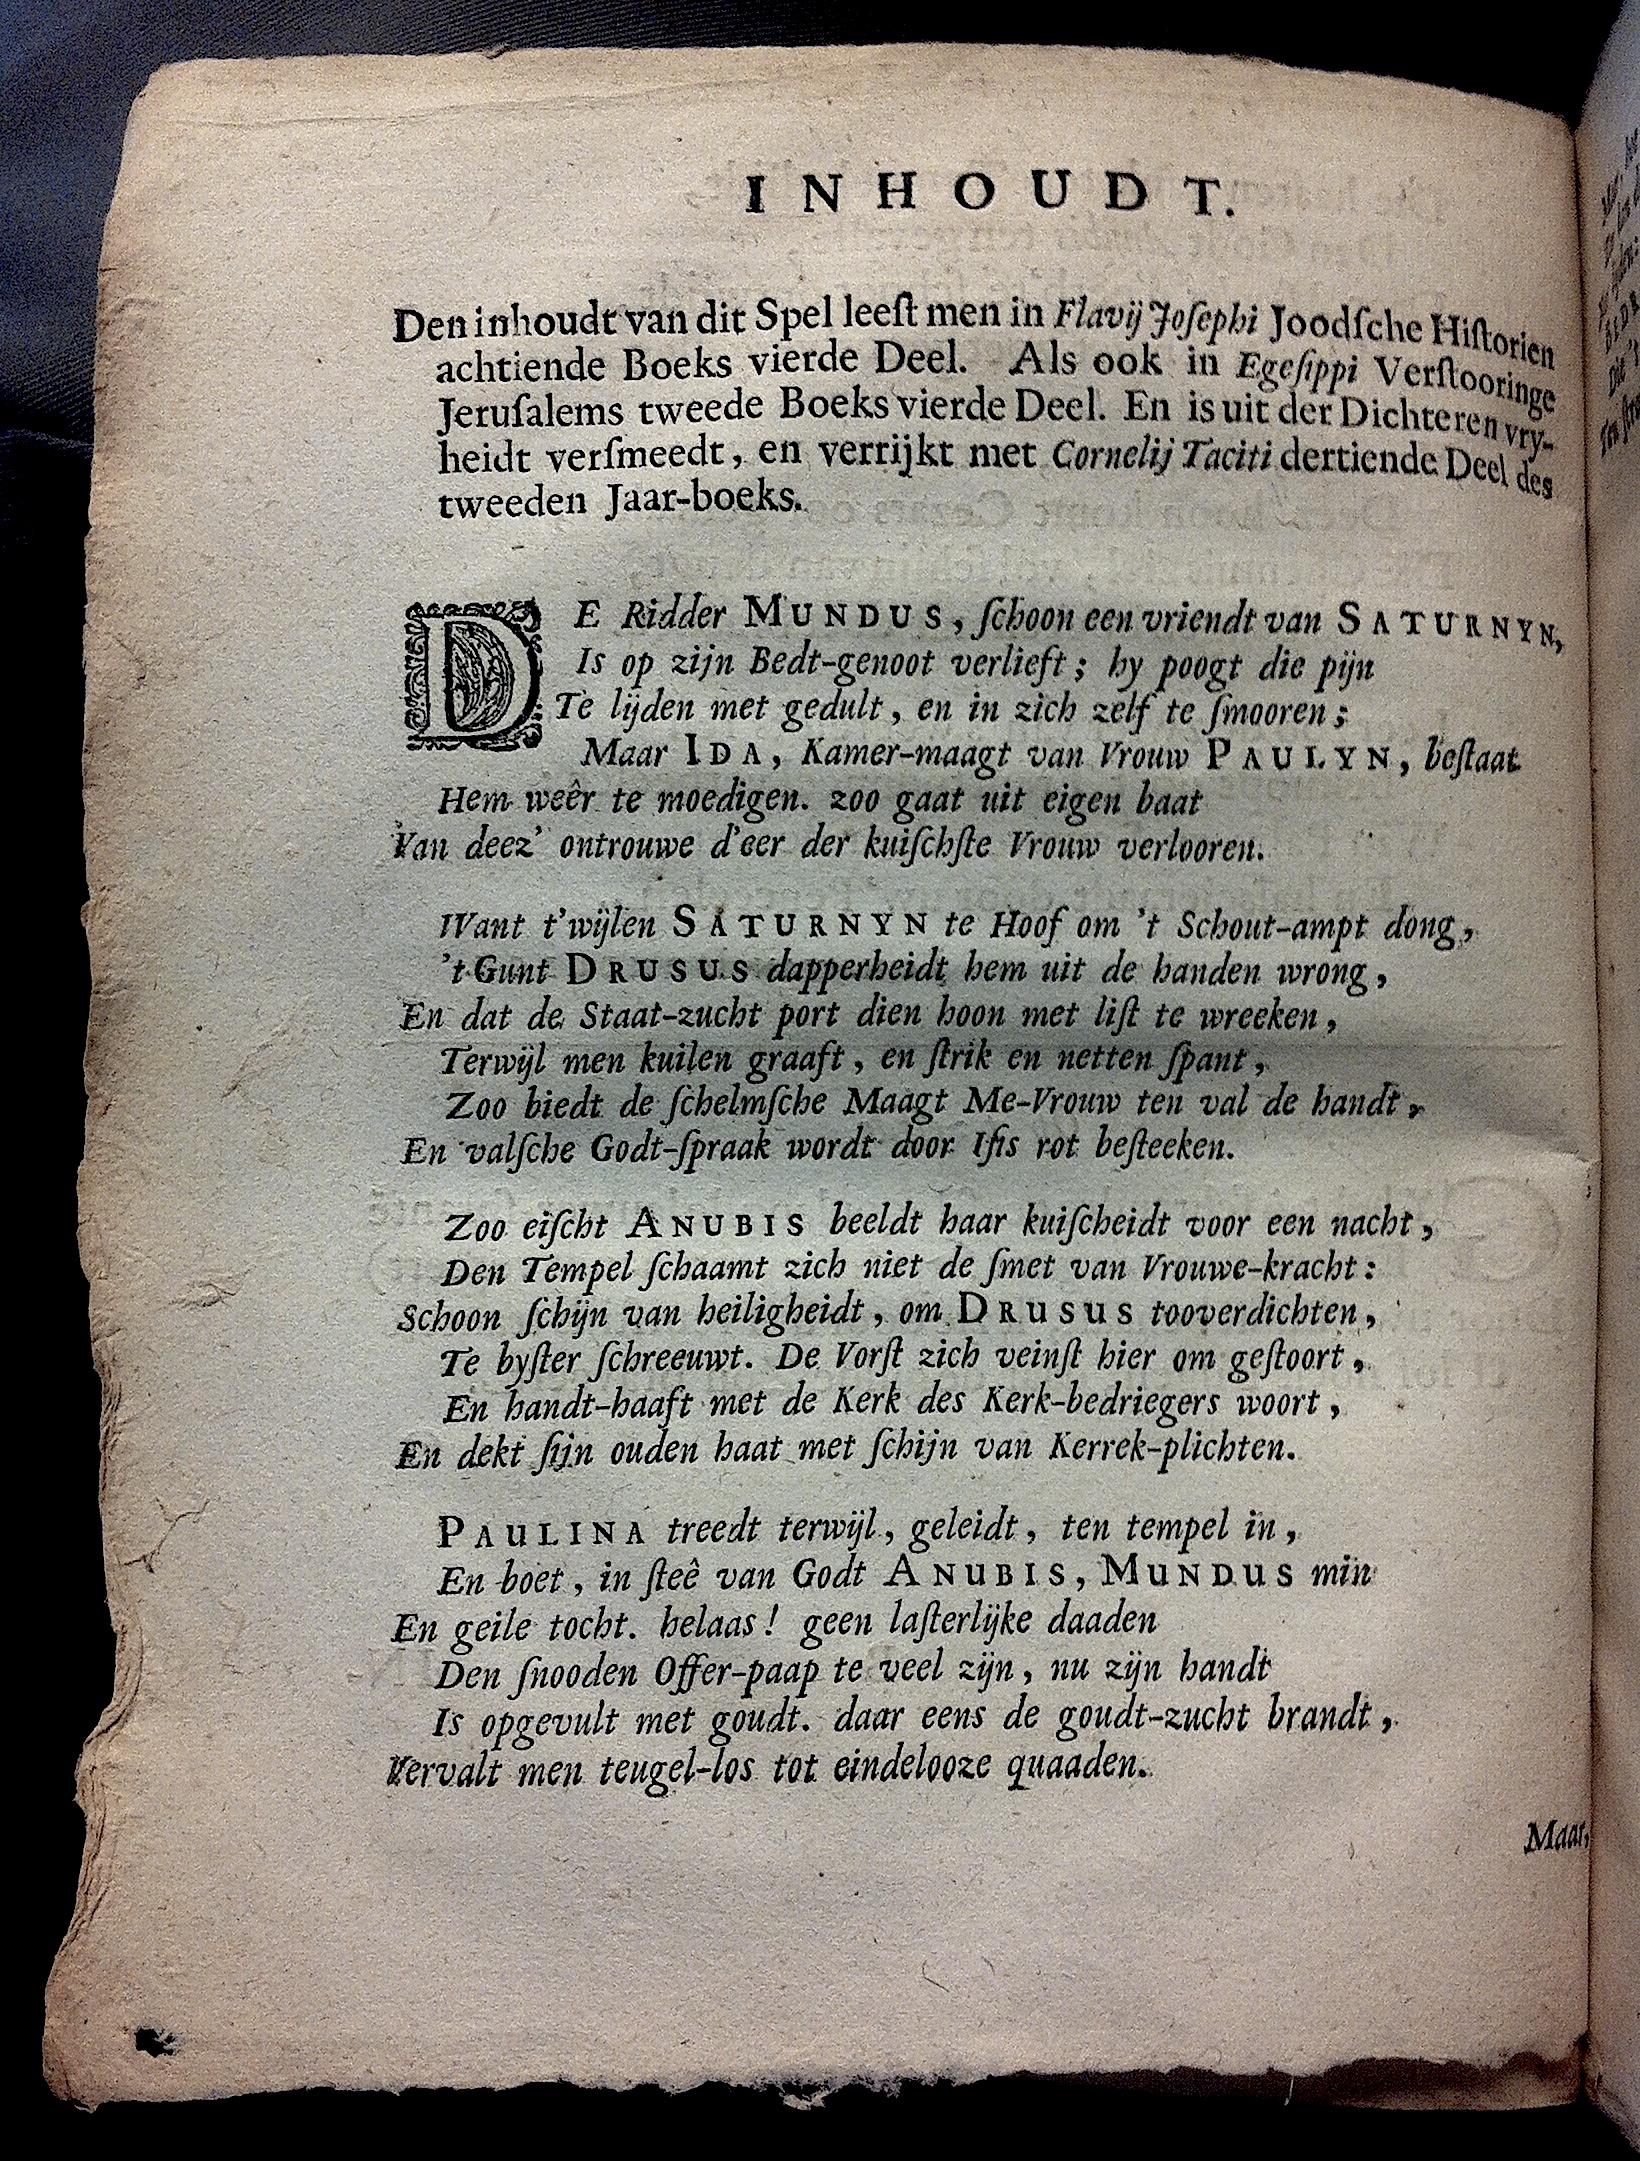 INHOUDT.
Den inhoudt van dit Spel leeſt men in Flavij Joſephi Joodſche Hiſtorien
achtiende Boeks vierde Deel. Als ook in Egeſippi Verſtooringe
Jeruſalems tweede Boeks vierde Deel. En is uit der Dichteren vry-
heidt verſmeedt, en verrijkt met Cornelij Taciti dertiende Deel des
tweeden Jaar-boeks.
DE Ridder MUNDUS, ſchoon een vriendt van SATURNYN,
Is op zijn Bedt-genoot verlieft; hy poogt die pijn
Te lijden met gedult, en in zich zelf te ſmooren;
Maar IDA, Kamer-maagt van Vrouw PAULYN, beſtaat
Hem weêr te moedigen. zoo gaat uit eigen baat
Van deez' ontrouwe d'eer der kuiſchſte Vrouw verlooren.
Want t'wijlen SATURNYN te Hoof om 't Schout-ampt dong,
't Gunt DRUSUS dapperheidt hem uit de handen wrong,
En dat de Staat-zucht port dien hoon met liſt te wreeken,
Terwijl men kuilen graaft, en ſtrik en netten ſpant,
Zoo biedt de ſchelmſche Maagt Me-Vrouw ten val de handt,
En valſche Godt-ſpraak wordt door Iſis rot beſteeken.
Zoo eiſcht ANUBIS beeldt haar kuiſcheidt voor een nacht,
Den Tempel ſchaamt zich niet de ſmet van Vrouwe-kracht:
Schoon ſchijn van heiligheidt, om DRUSUS tooverdichten,
Te byſter ſchreeuwt. De Vorſt zich veinſt hier om geſtoort,
En handt-haaft met de Kerk des Kerk-bedriegers woort,
En dekt ſijn ouden haat met ſchijn van Kerrek-plichten.
PAULINA treedt terwijl, geleidt, ten tempel in,
En boet, in ſteê van Godt ANUBIS, MUNDUS min
En geile tocht. helaas! geen laſterlijke daaden
Den ſnooden Offer-paap te veel zijn, nu zijn handt
Is opgevult met goudt. daar eens de goudt-zucht brandt,
Vervalt men teugel-los tot eindelooze quaaden.
Maar,